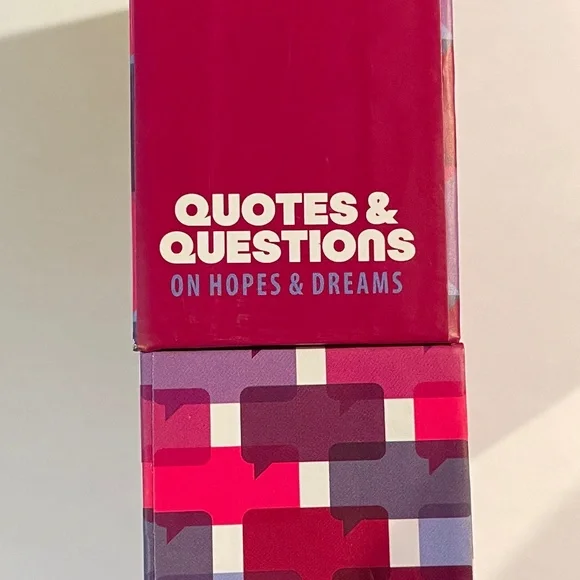 QUOTES &
QUESTIONS
ON HOPES & DREAMS